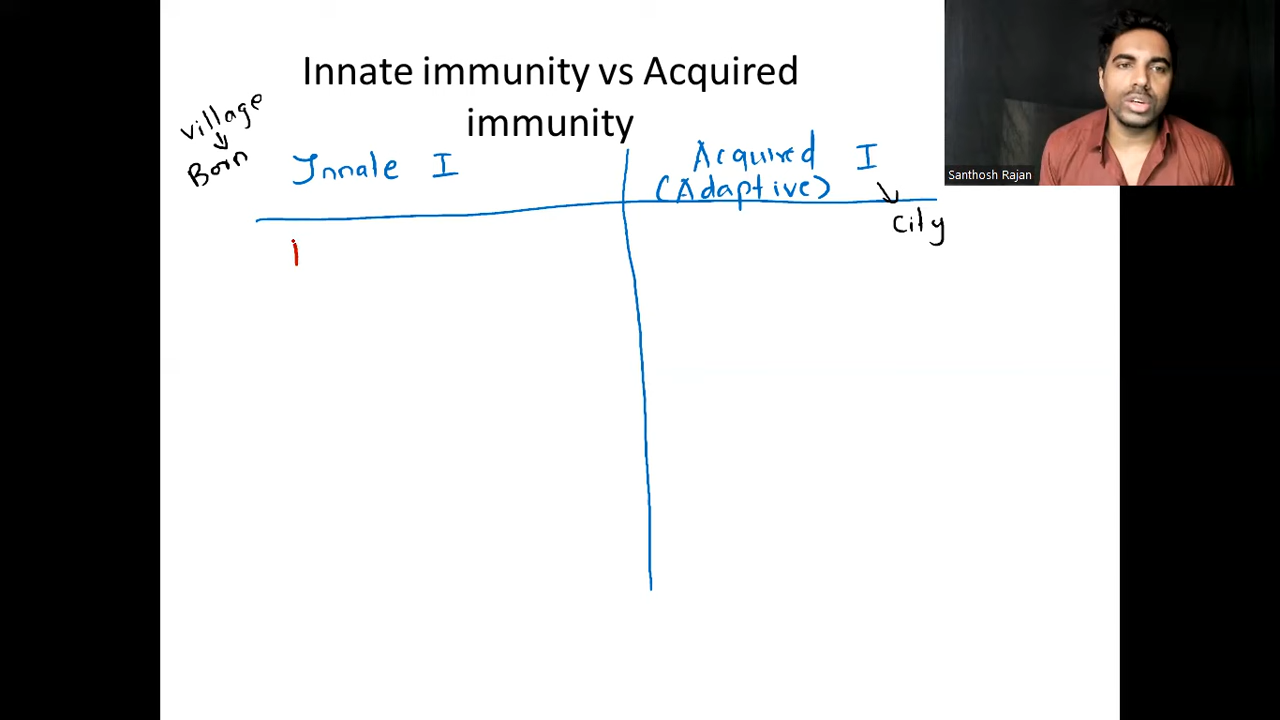 Innate immunity vs Acquired
immunity
Village
Born
Innate I
Acquired I
(Adaptive)
City
I
Santhosh Rajan